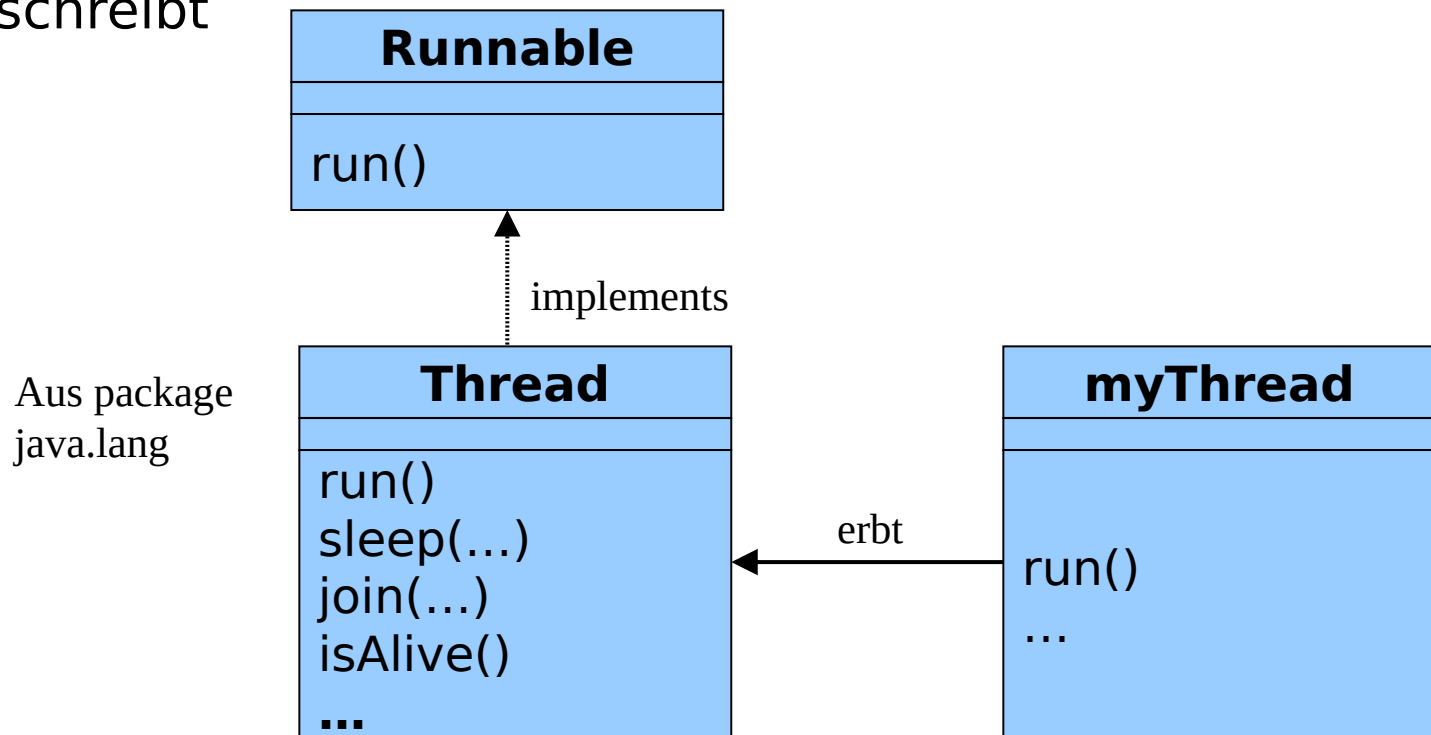 schreibt
Runnable
run()
implements
Aus package
java.lang
Thread
run()
sleep(...)
join(...)
isAlive()
...
erbt
myThread
run()
...